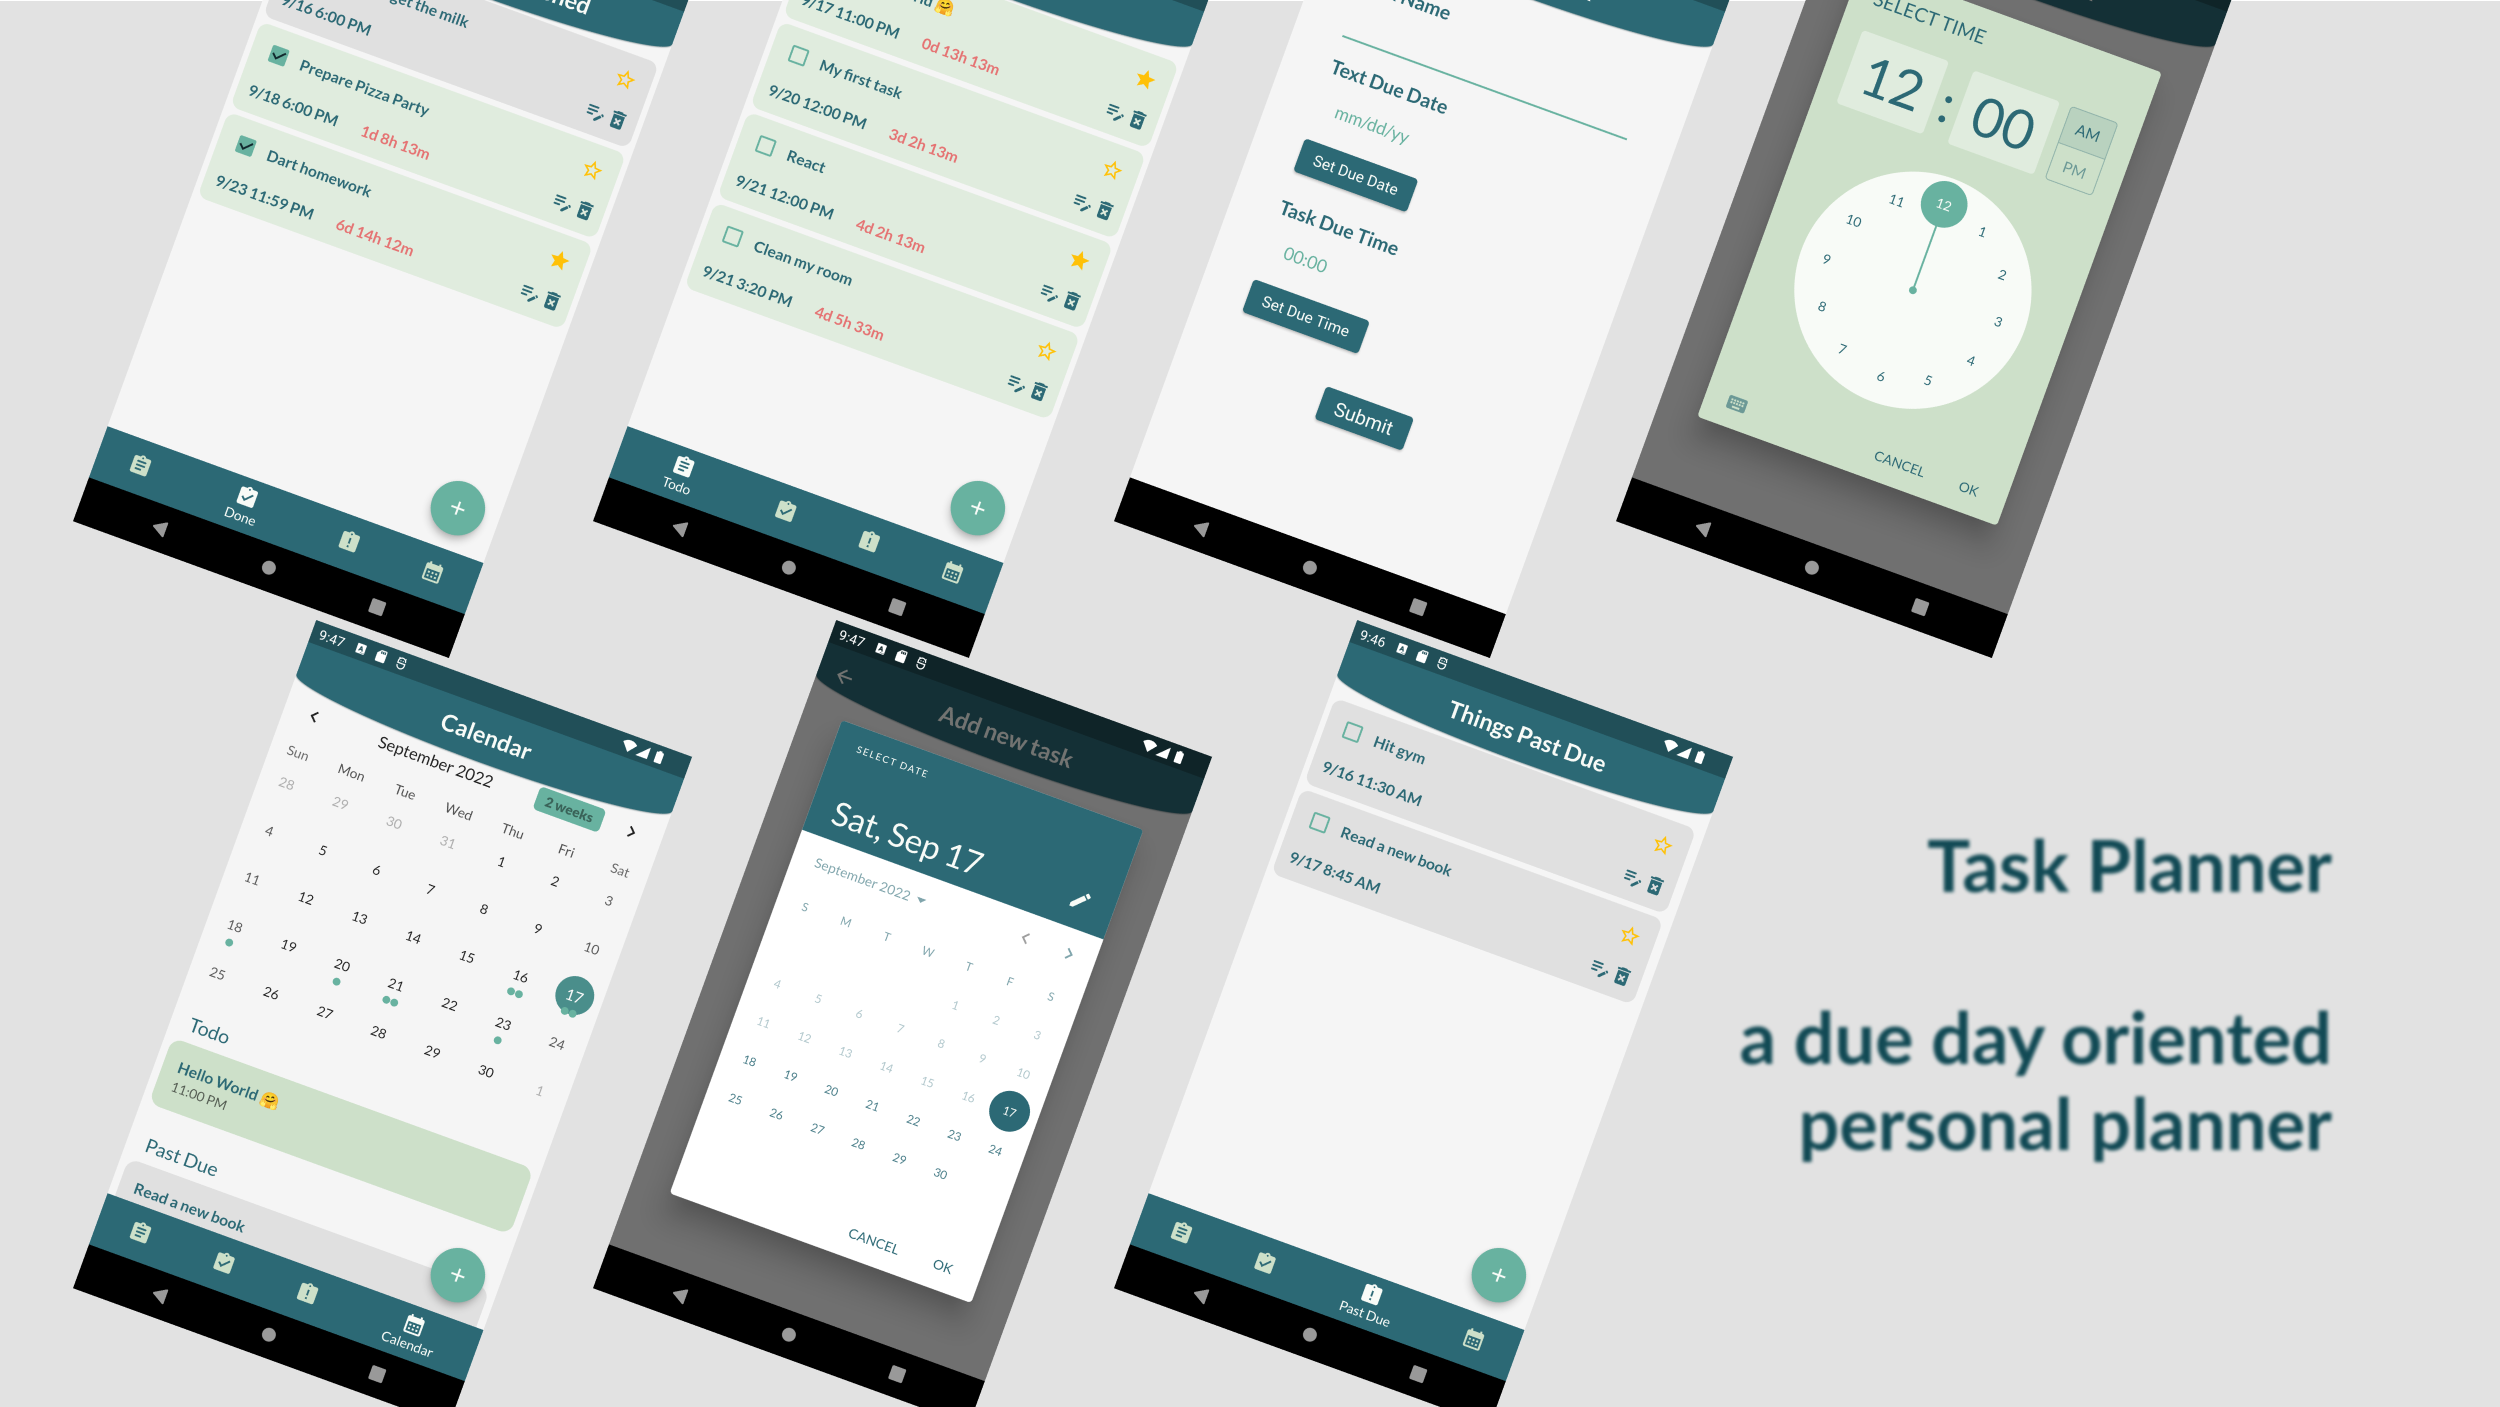 get the milk
9/16 6:00 PM
Prepare Pizza Party
9/18 6:00 PM 1d 8h 13m
Dart homework
9/23 11:59 PM 6d 14h 12m
Done
9/17 11:00 PM 0d 13h 13m
My first task
9/20 12:00 PM 3d 2h 13m
React
9/21 12:00 PM 4d 2h 13m
Clean my room
9/21 3:20 PM 4d 5h 33m
Todo
Name
Text Due Date
mm/dd/yy
Set Due Date
Task Due Time
00:00
Set Due Time
Submit
SELECT TIME
12 : 00
AM
PM
12
1
2
3
4
5
6
7
8
9
10
11
CANCEL OK
9:47
Calendar
September 2022
2 weeks
Sun Mon Tue Wed Thu Fri Sat
28 29 30 31 1 2 3
4 5 6 7 8 9 10
11 12 13 14 15 16 17
18 19 20 21 22 23 24
25 26 27 28 29 30 1
Todo
Hello World 🤗
11:00 PM
Past Due
Read a new book
Calendar
9:47
Add new task
SELECT DATE
Sat, Sep 17
September 2022
S M T W T F S
1 2 3
4 5 6 7 8 9 10
11 12 13 14 15 16 17
18 19 20 21 22 23 24
25 26 27 28 29 30
CANCEL OK
9:46
Things Past Due
Hit gym
9/16 11:30 AM
Read a new book
9/17 8:45 AM
Past Due
Task Planner
a due day oriented
personal planner